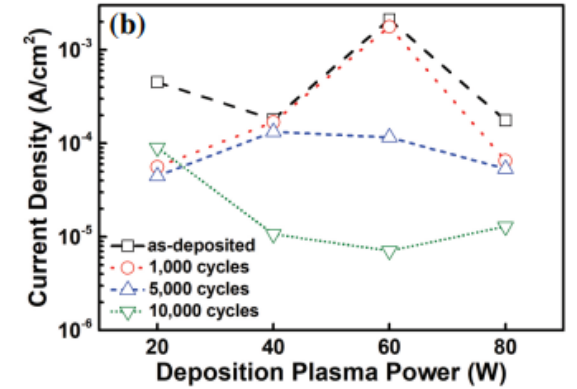 (b)
Current Density (A/cm²)
10⁻³
10⁻⁴
10⁻⁵
10⁻⁶
as-deposited
1,000 cycles
5,000 cycles
10,000 cycles
20 40 60 80
Deposition Plasma Power (W)